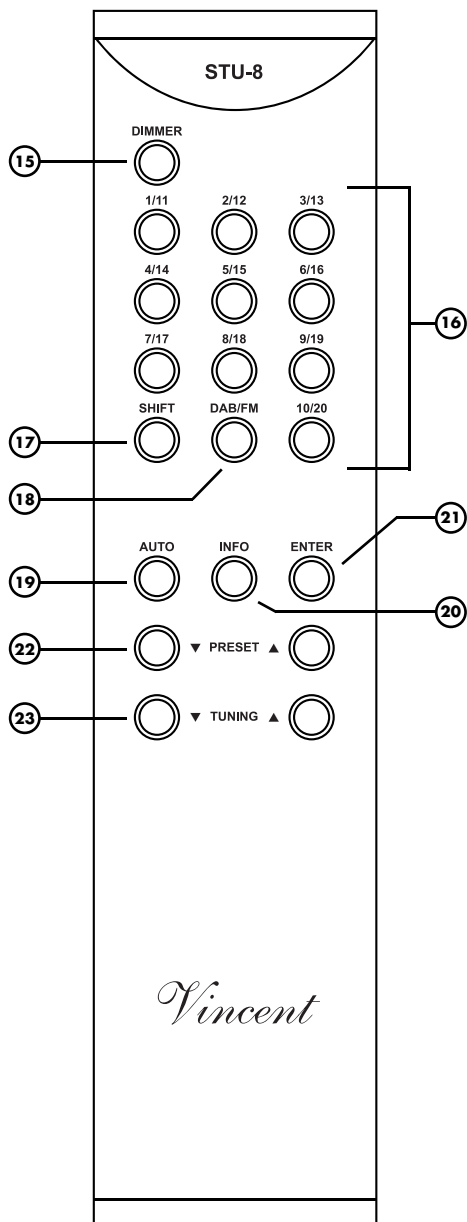 STU-8
DIMMER
15
1/11 2/12 3/13
4/14 5/15 6/16
16
7/17 8/18 9/19
SHIFT DAB/FM 10/20
17
18
21
AUTO INFO ENTER
19
20
22 ▼ PRESET ▲
23 ▼ TUNING ▲
Vincent